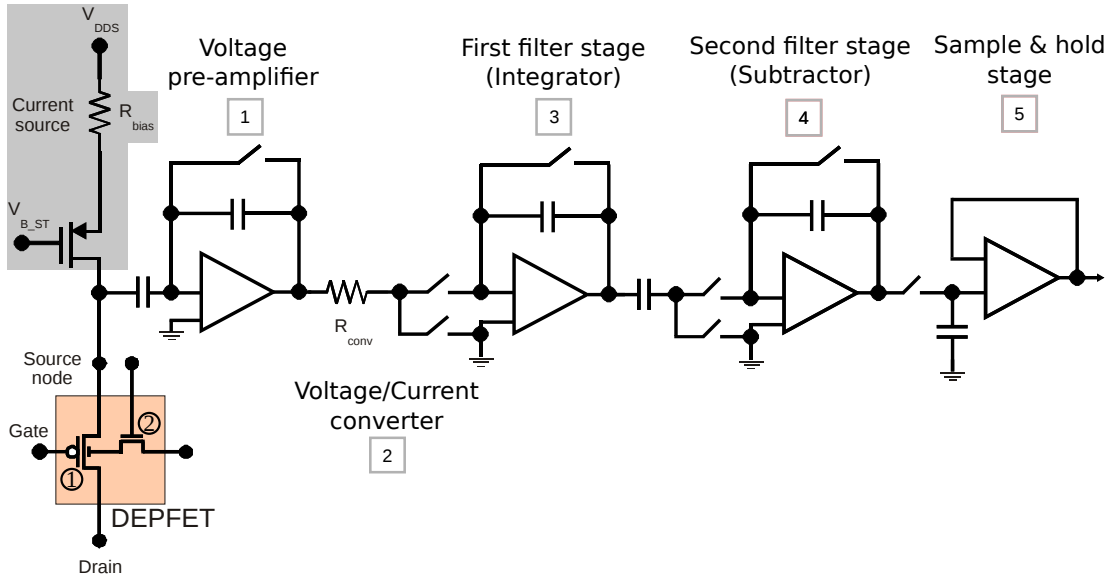 V
DDS
Current
source
R
bias
V
B_ST
Voltage
pre-amplifier
1
First filter stage
(Integrator)
3
Second filter stage
(Subtractor)
4
Sample & hold
stage
5
R
conv
Voltage/Current
converter
2
Source
node
Gate
①
②
DEPFET
Drain